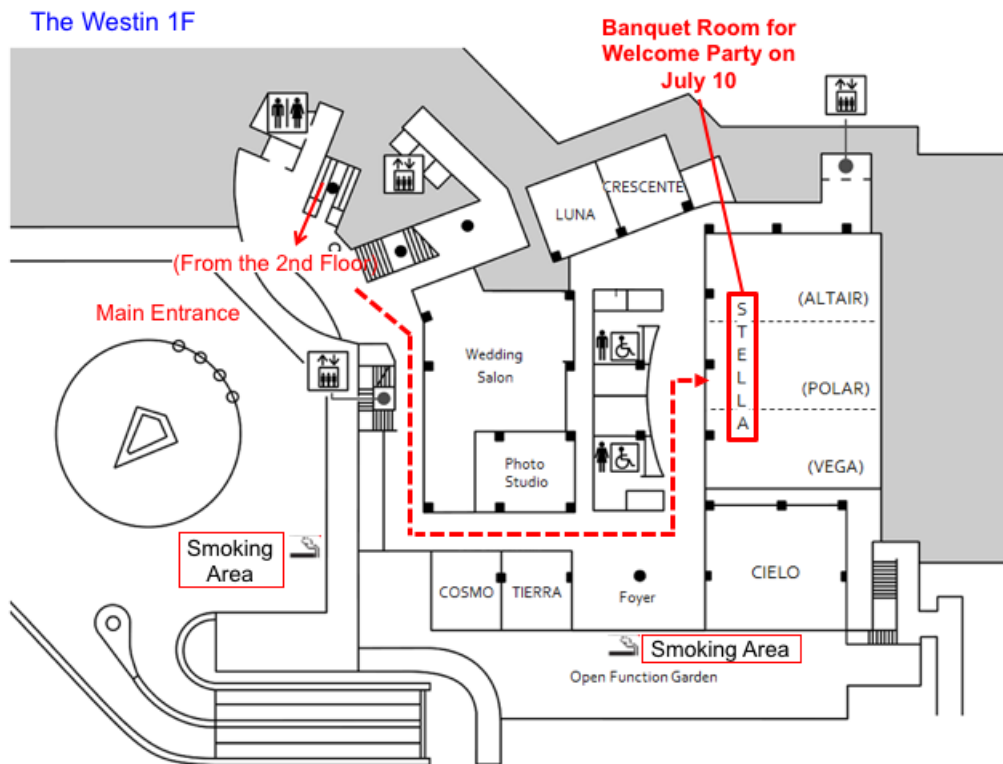 The Westin 1F
Banquet Room for
Welcome Party on
July 10
CRESCENTE
LUNA
(From the 2nd Floor)
Main Entrance
(ALTAIR)
STELLA
Wedding
Salon
(POLAR)
Photo
Studio
(VEGA)
Smoking
Area
COSMO
TIERRA
Foyer
CIELO
Smoking Area
Open Function Garden